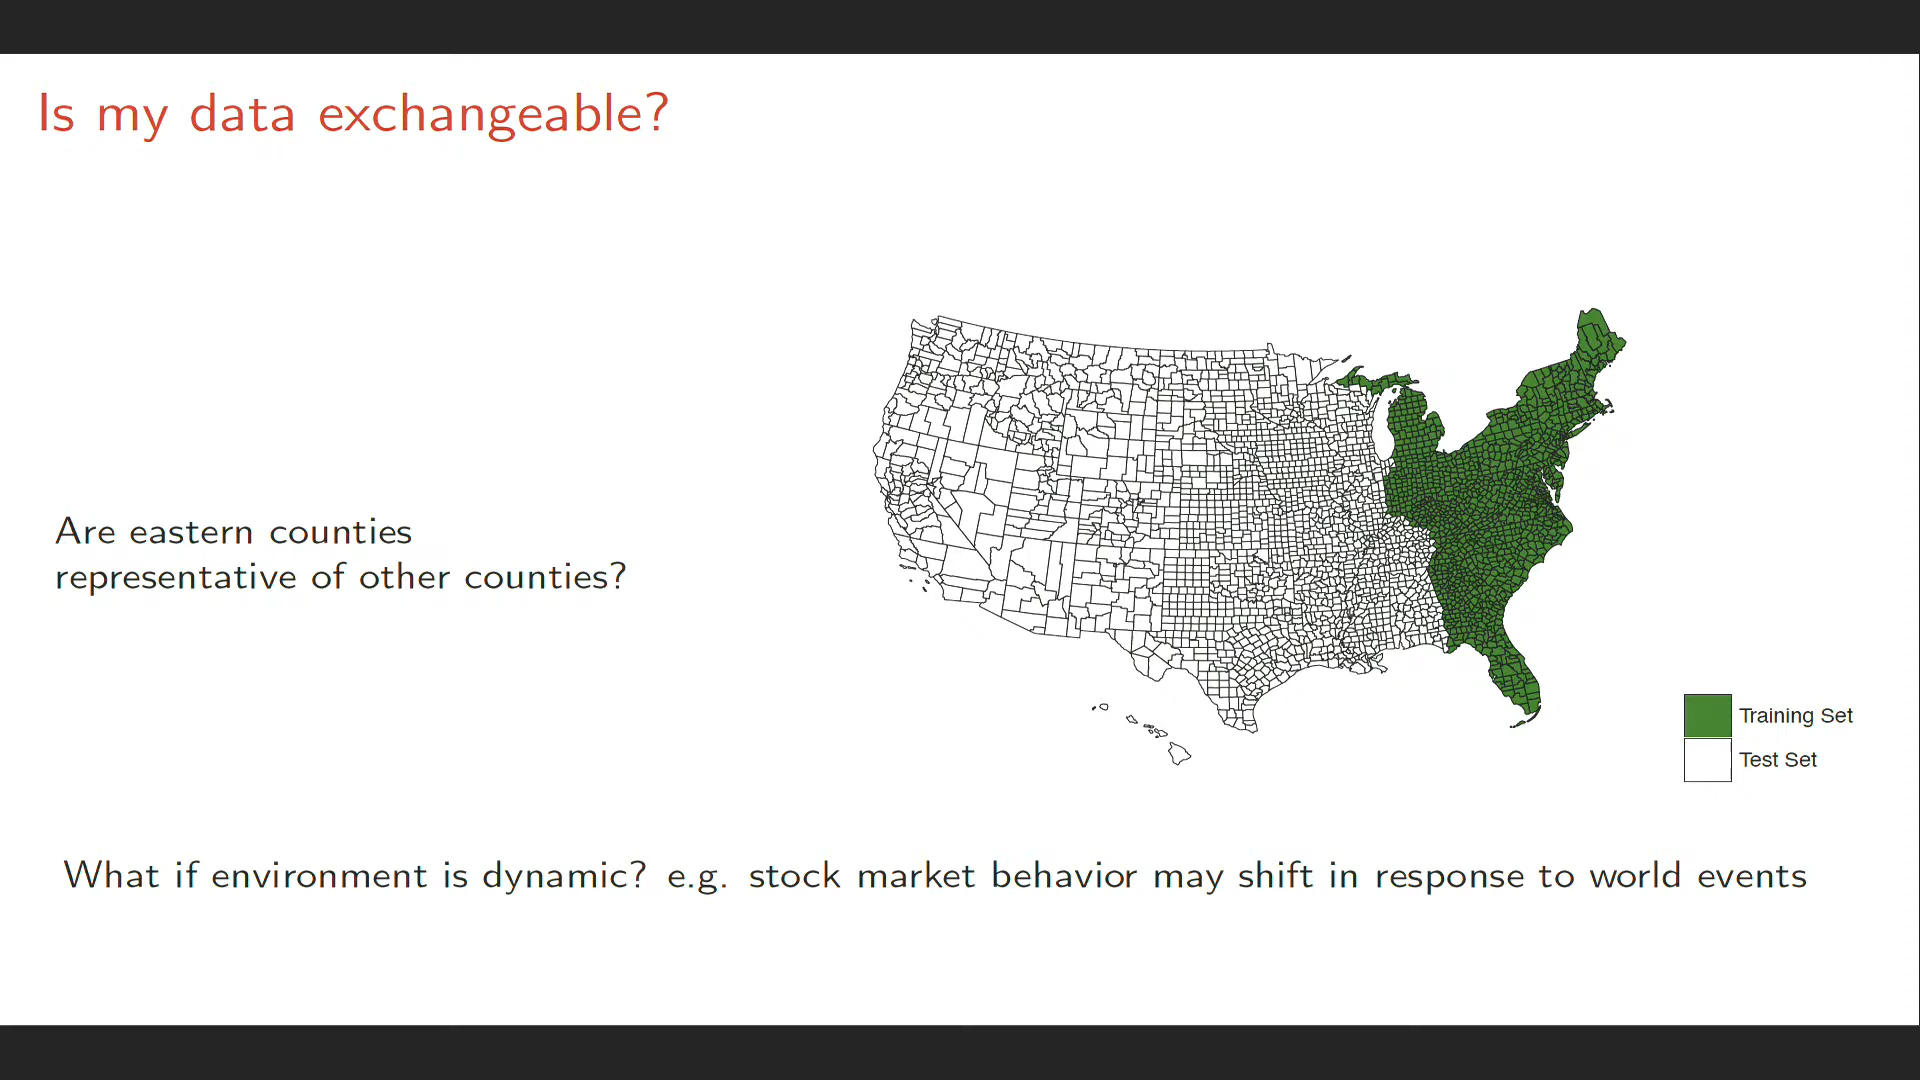 Is my data exchangeable?
Are eastern counties
representative of other counties?
Training Set
Test Set
What if environment is dynamic? e.g. stock market behavior may shift in response to world events